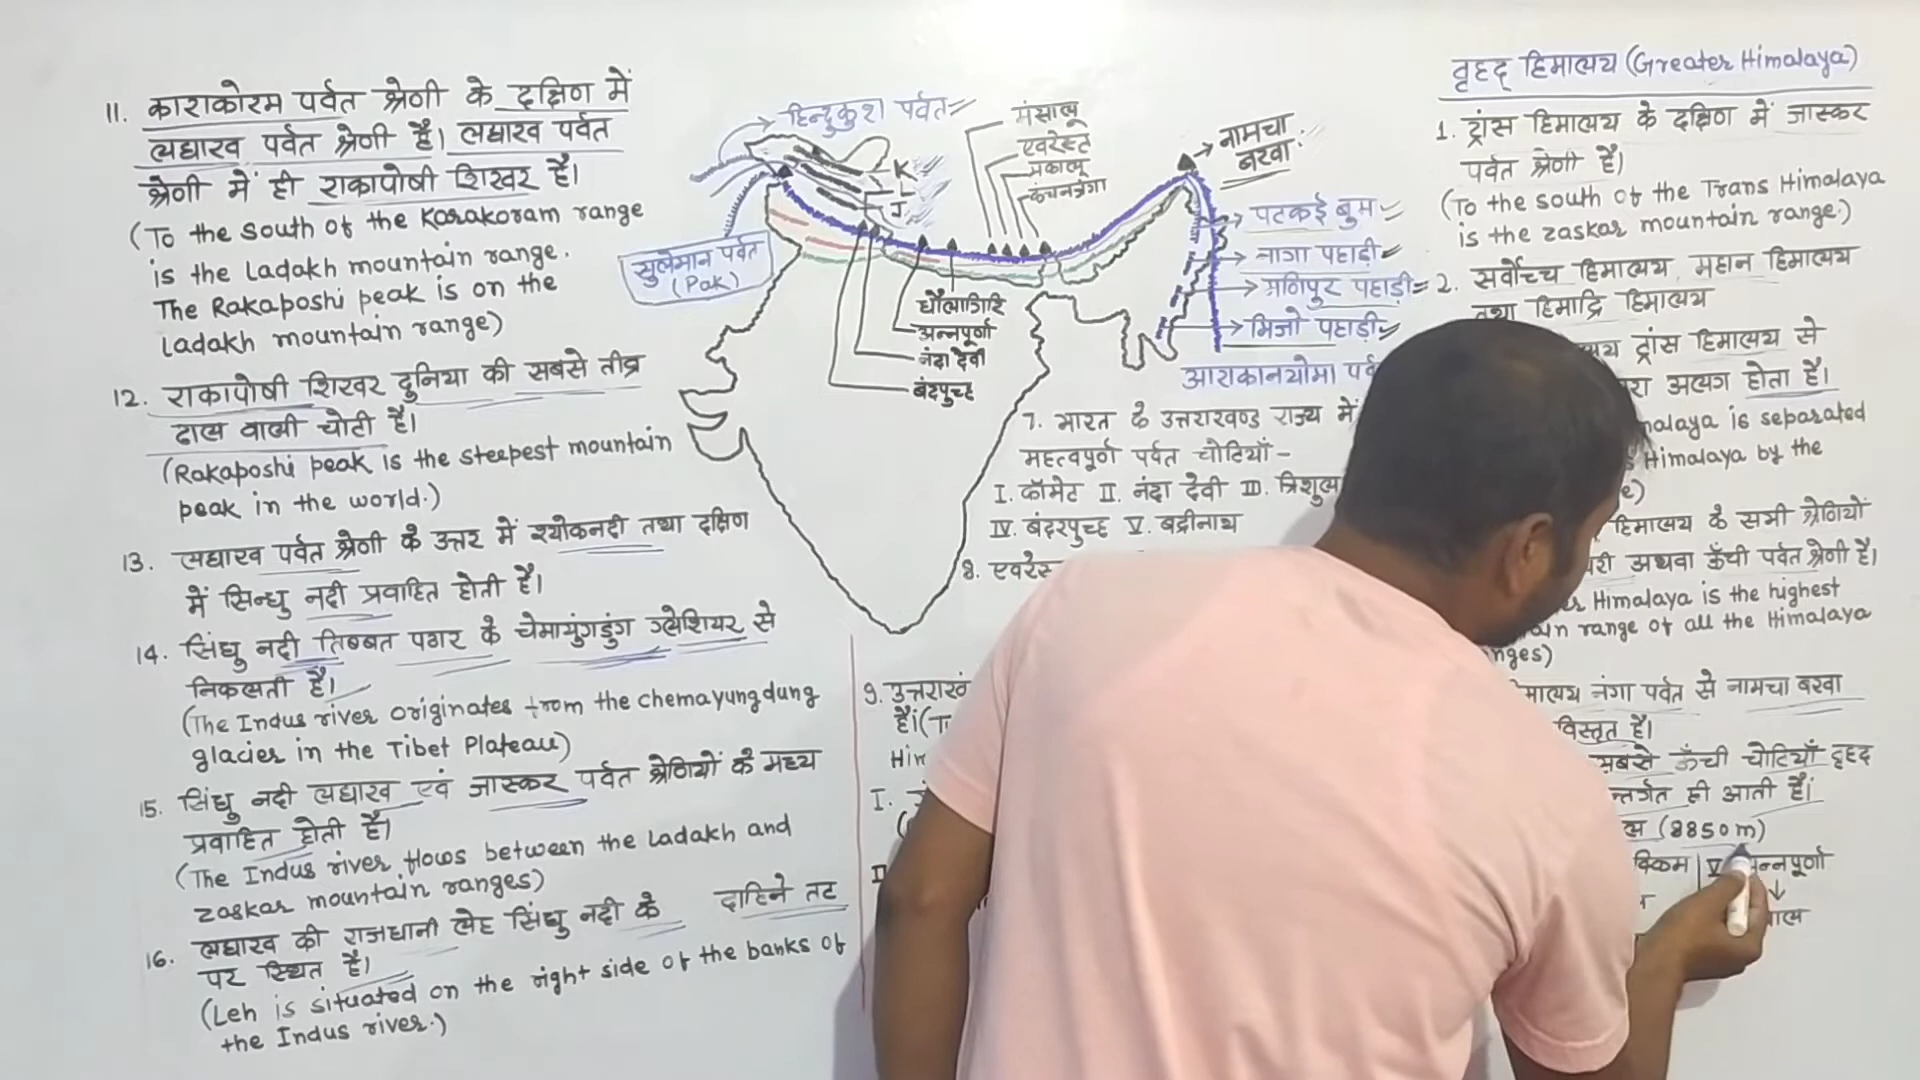 11. काराकोरम पर्वत श्रेणी के दक्षिण में
लद्दाख पर्वत श्रेणी है। लद्दाख पर्वत
श्रेणी में ही राकापोषी शिखर है।
(To the south of the Karakoram range
is the Ladakh mountain range.
The Rakaposhi peak is on the
Ladakh mountain range)
12. राकापोषी शिखर दुनिया की सबसे तीव्र
ढाल वाली चोटी है।
(Rakaposhi peak is the steepest mountain
peak in the world.)
13. लद्दाख पर्वत श्रेणी के उत्तर में श्योकनदी तथा दक्षिण
में सिन्धु नदी प्रवाहित होती है।
14. सिंधु नदी तिब्बत पठार के चेमायुंगडुंग ग्लेशियर से
निकलती है।
(The Indus river originates from the chemayungdung
glacier in the Tibet Plateau)
15. सिंधु नदी लद्दाख एवं जास्कर पर्वत श्रेणियों के मध्य
प्रवाहित होती है।
(The Indus river flows between the Ladakh and
zaskar mountain ranges)
16. लद्दाख की राजधानी लेह सिंधु नदी के दाहिने तट
पर स्थित है।
(Leh is situated on the right side of the banks of
the Indus river.)
हिन्दुकुश पर्वत
सुलेमान पर्वत
(Pak)
K
L
J
मंसालू
एवरेस्ट
मकालू
कंचनजंगा
नामचा
बरवा
पटकई बुम
नागा पहाड़ी
मणिपुर पहाड़ी
मिजो पहाड़ी
आराकानयोमा
धौलागिरि
अन्नपूर्णा
नंदा देवी
बंदरपुच्छ
7. भारत के उत्तराखण्ड राज्य में
महत्वपूर्ण पर्वत चोटियाँ -
I. कॉमेट II. नंदा देवी III. त्रिशूल
IV. बंदरपुच्छ V. बद्रीनाथ
8.
9.
है।
I.
वृहद् हिमालय (Greater Himalaya)
1. ट्रांस हिमालय के दक्षिण में जास्कर
पर्वत श्रेणी है)
(To the south of the Trans Himalaya
is the zaskar mountain range.)
2. सर्वोच्च हिमालय, महान हिमालय
तथा हिमाद्रि हिमालय
ट्रांस हिमालय से
अलग होता है।
is separated
Himalaya by the
हिमालय के सभी श्रेणियों
अथवा ऊँची पर्वत श्रेणी है।
Himalaya is the highest
range of all the Himalaya
नंगा पर्वत से नामचा बरवा
विस्तृत है।
सबसे ऊँची चोटियाँ वृहद
ही आती हैं।
(8850m)
V